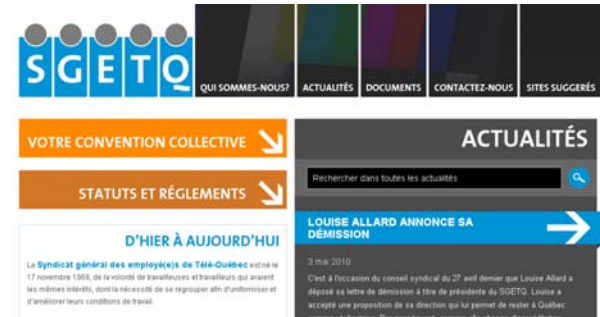 SGETQ
QUI SOMMES-NOUS?
ACTUALITÉS
DOCUMENTS
CONTACTEZ-NOUS
SITES SUGGERÉS
VOTRE CONVENTION COLLECTIVE
STATUTS ET RÉGLEMENTS
D'HIER À AUJOURD'HUI
Le Syndicat général des employé(e)s de Télé-Québec est né le
17 novembre 1969, de la volonté de travailleuses et travailleurs qui avaient
les mêmes intérêts, dont la nécessité de se regrouper afin d'uniformiser et
d'améliorer leurs conditions de travail.
ACTUALITÉS
Rechercher dans toutes les actualités
LOUISE ALLARD ANNONCE SA
DÉMISSION
3 mai 2010
C'est à l'occasion du conseil syndical du 27 avril dernier que Louise Allard a
déposé sa lettre de démission à titre de présidente du SGETQ. Louise a
accepté une proposition de sa direction qui lui permet de rester à Québec